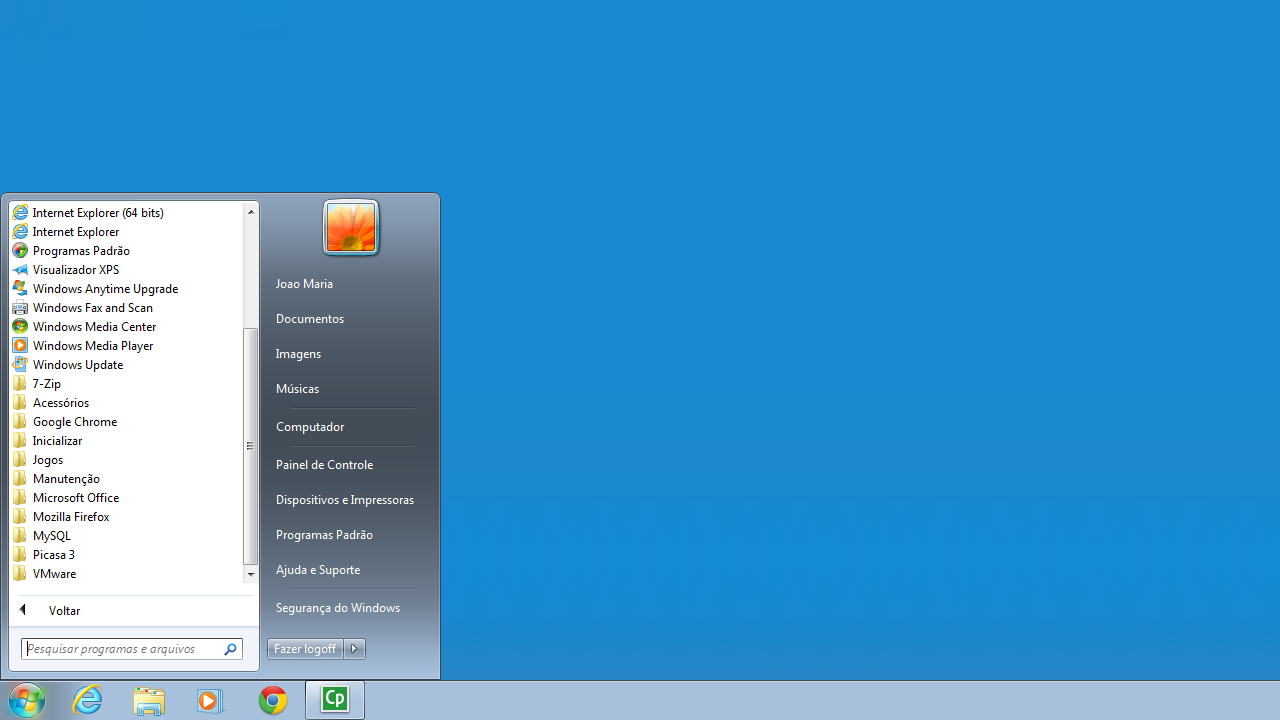 Internet Explorer (64 bits)
Internet Explorer
Programas Padrão
Visualizador XPS
Windows Anytime Upgrade
Windows Fax and Scan
Windows Media Center
Windows Media Player
Windows Update
7-Zip
Acessórios
Google Chrome
Inicializar
Jogos
Manutenção
Microsoft Office
Mozilla Firefox
MySQL
Picasa 3
VMware
Voltar
Pesquisar programas e arquivos
Joao Maria
Documentos
Imagens
Músicas
Computador
Painel de Controle
Dispositivos e Impressoras
Programas Padrão
Ajuda e Suporte
Segurança do Windows
Fazer logoff
Cp